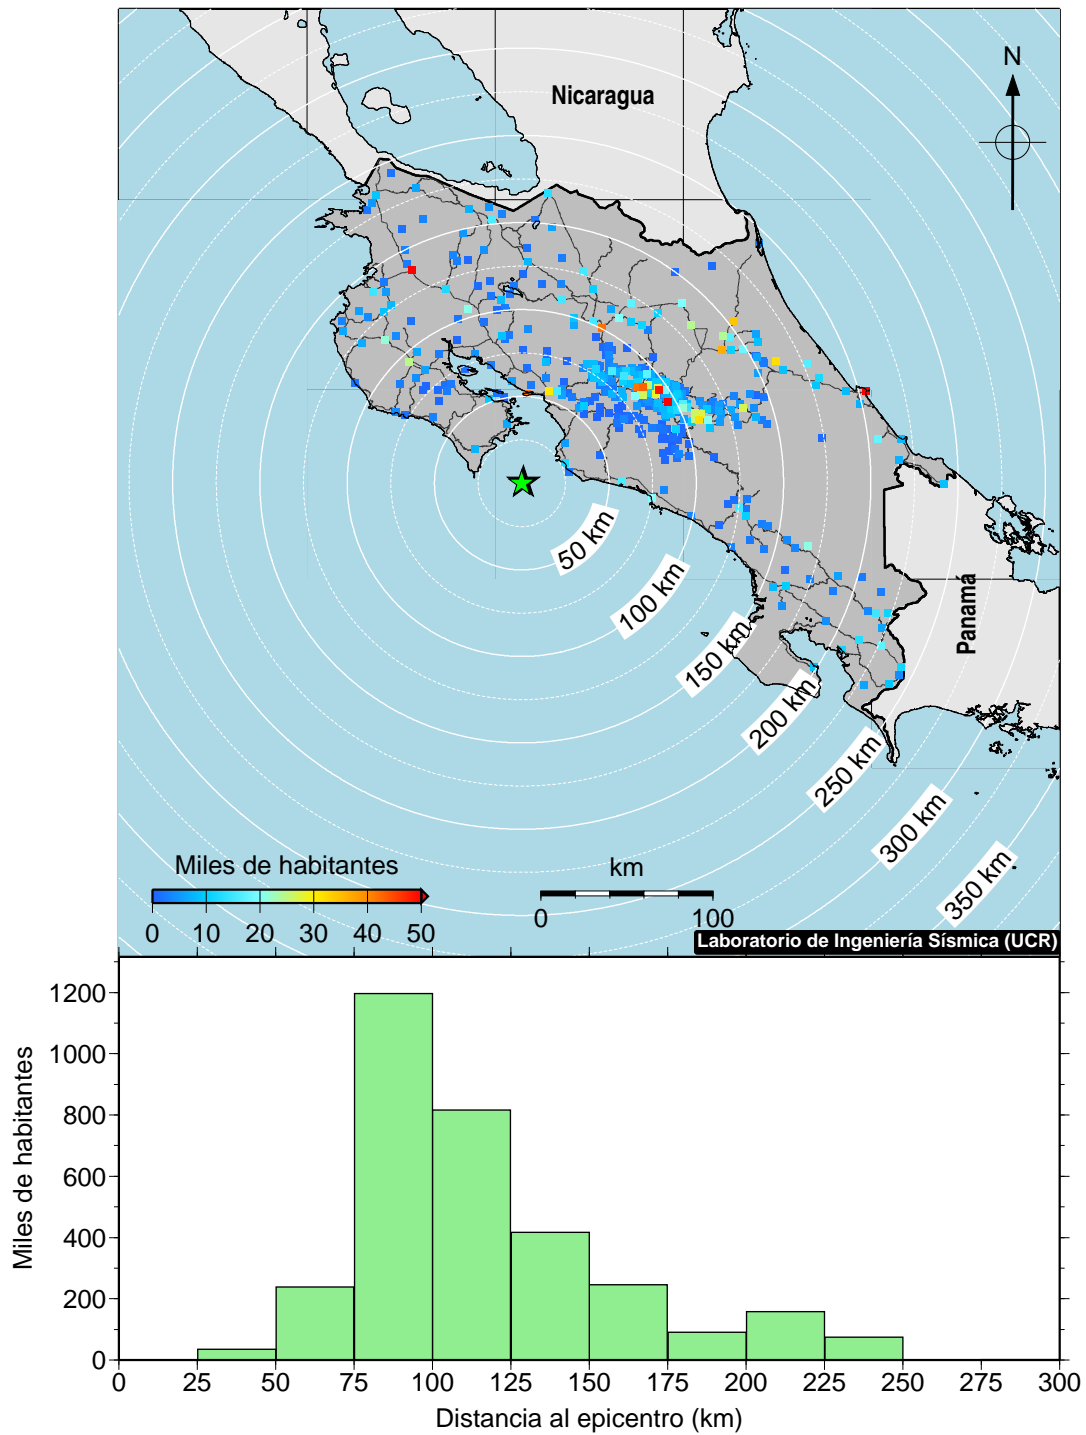 Nicaragua
N
50 km
100 km
150 km
Panamá
200 km
250 km
300 km
350 km
Miles de habitantes
0 10 20 30 40 50
km
0 100
Laboratorio de Ingeniería Sísmica (UCR)
Miles de habitantes
1200
1000
800
600
400
200
0
0 25 50 75 100 125 150 175 200 225 250 275 300
Distancia al epicentro (km)